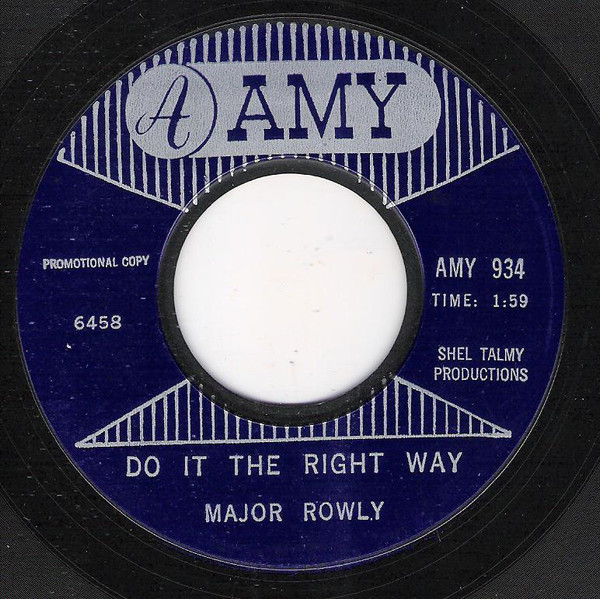 A AMY
PROMOTIONAL COPY
6458
AMY 934
TIME: 1:59
SHEL TALMY
PRODUCTIONS
DO IT THE RIGHT WAY
MAJOR ROWLY